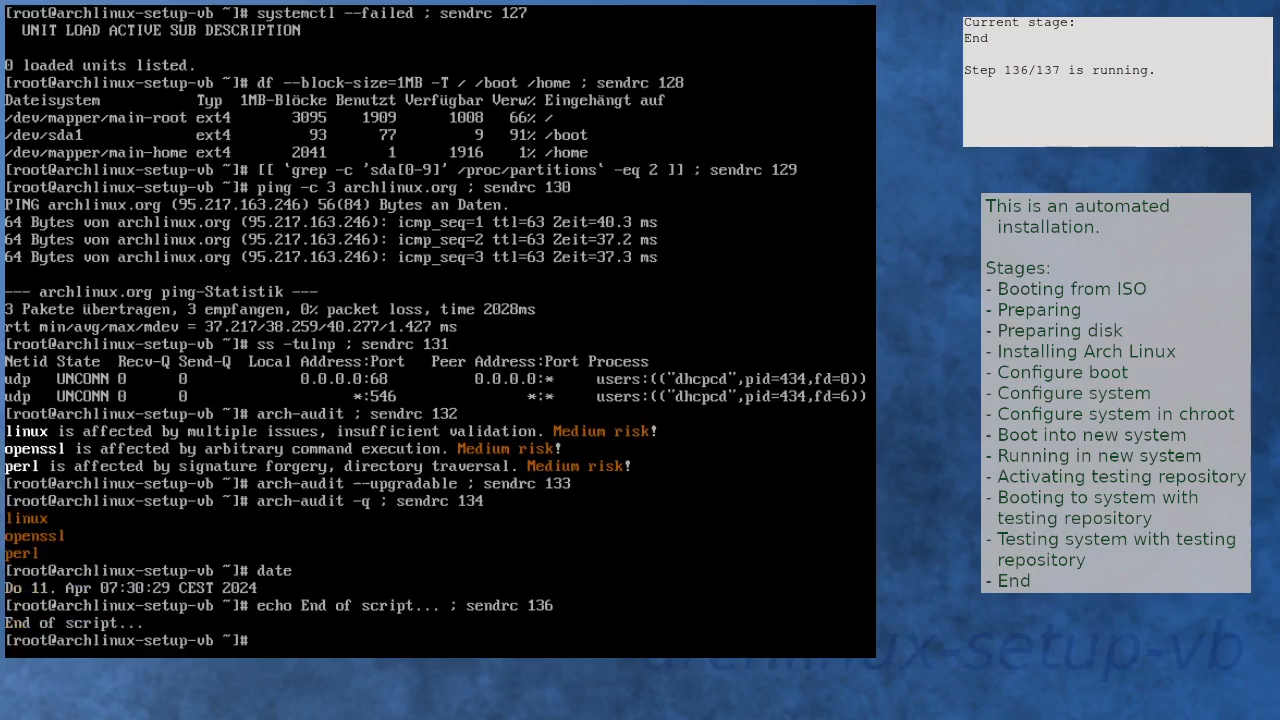 [root@archlinux-setup-vb ~]# systemctl --failed ; sendrc 127
UNIT LOAD ACTIVE SUB DESCRIPTION
0 loaded units listed.
[root@archlinux-setup-vb ~]# df --block-size=1MB -T / /boot /home ; sendrc 128
Dateisystem Typ 1MB-Blöcke Benutzt Verfügbar Verw% Eingehängt auf
/dev/mapper/main-root ext4 3095 1909 1008 66% /
/dev/sda1 ext4 93 77 9 91% /boot
/dev/mapper/main-home ext4 2041 1 1916 1% /home
[root@archlinux-setup-vb ~]# [[ `grep -c 'sda[0-9]' /proc/partitions` -eq 2 ]] ; sendrc 129
[root@archlinux-setup-vb ~]# ping -c 3 archlinux.org ; sendrc 130
PING archlinux.org (95.217.163.246) 56(84) Bytes an Daten.
64 Bytes von archlinux.org (95.217.163.246): icmp_seq=1 ttl=63 Zeit=40.3 ms
64 Bytes von archlinux.org (95.217.163.246): icmp_seq=2 ttl=63 Zeit=37.2 ms
64 Bytes von archlinux.org (95.217.163.246): icmp_seq=3 ttl=63 Zeit=37.3 ms
--- archlinux.org ping-Statistik ---
3 Pakete übertragen, 3 empfangen, 0% packet loss, time 2028ms
rtt min/avg/max/mdev = 37.217/38.259/40.277/1.427 ms
[root@archlinux-setup-vb ~]# ss -tulnp ; sendrc 131
Netid State Recv-Q Send-Q Local Address:Port Peer Address:Port Process
udp UNCONN 0 0 0.0.0.0:68 0.0.0.0:* users:(("dhcpcd",pid=434,fd=0))
udp UNCONN 0 0 *:546 *:* users:(("dhcpcd",pid=434,fd=6))
[root@archlinux-setup-vb ~]# arch-audit ; sendrc 132
linux is affected by multiple issues, insufficient validation. Medium risk!
openssl is affected by arbitrary command execution. Medium risk!
perl is affected by signature forgery, directory traversal. Medium risk!
[root@archlinux-setup-vb ~]# arch-audit --upgradable ; sendrc 133
[root@archlinux-setup-vb ~]# arch-audit -q ; sendrc 134
linux
openssl
perl
[root@archlinux-setup-vb ~]# date
Do 11. Apr 07:30:29 CEST 2024
[root@archlinux-setup-vb ~]# echo End of script... ; sendrc 136
End of script...
[root@archlinux-setup-vb ~]#
Current stage:
End
Step 136/137 is running.
This is an automated
installation.
Stages:
- Booting from ISO
- Preparing
- Preparing disk
- Installing Arch Linux
- Configure boot
- Configure system
- Configure system in chroot
- Boot into new system
- Running in new system
- Activating testing repository
- Booting to system with
testing repository
- Testing system with testing
repository
- End
archlinux-setup-vb